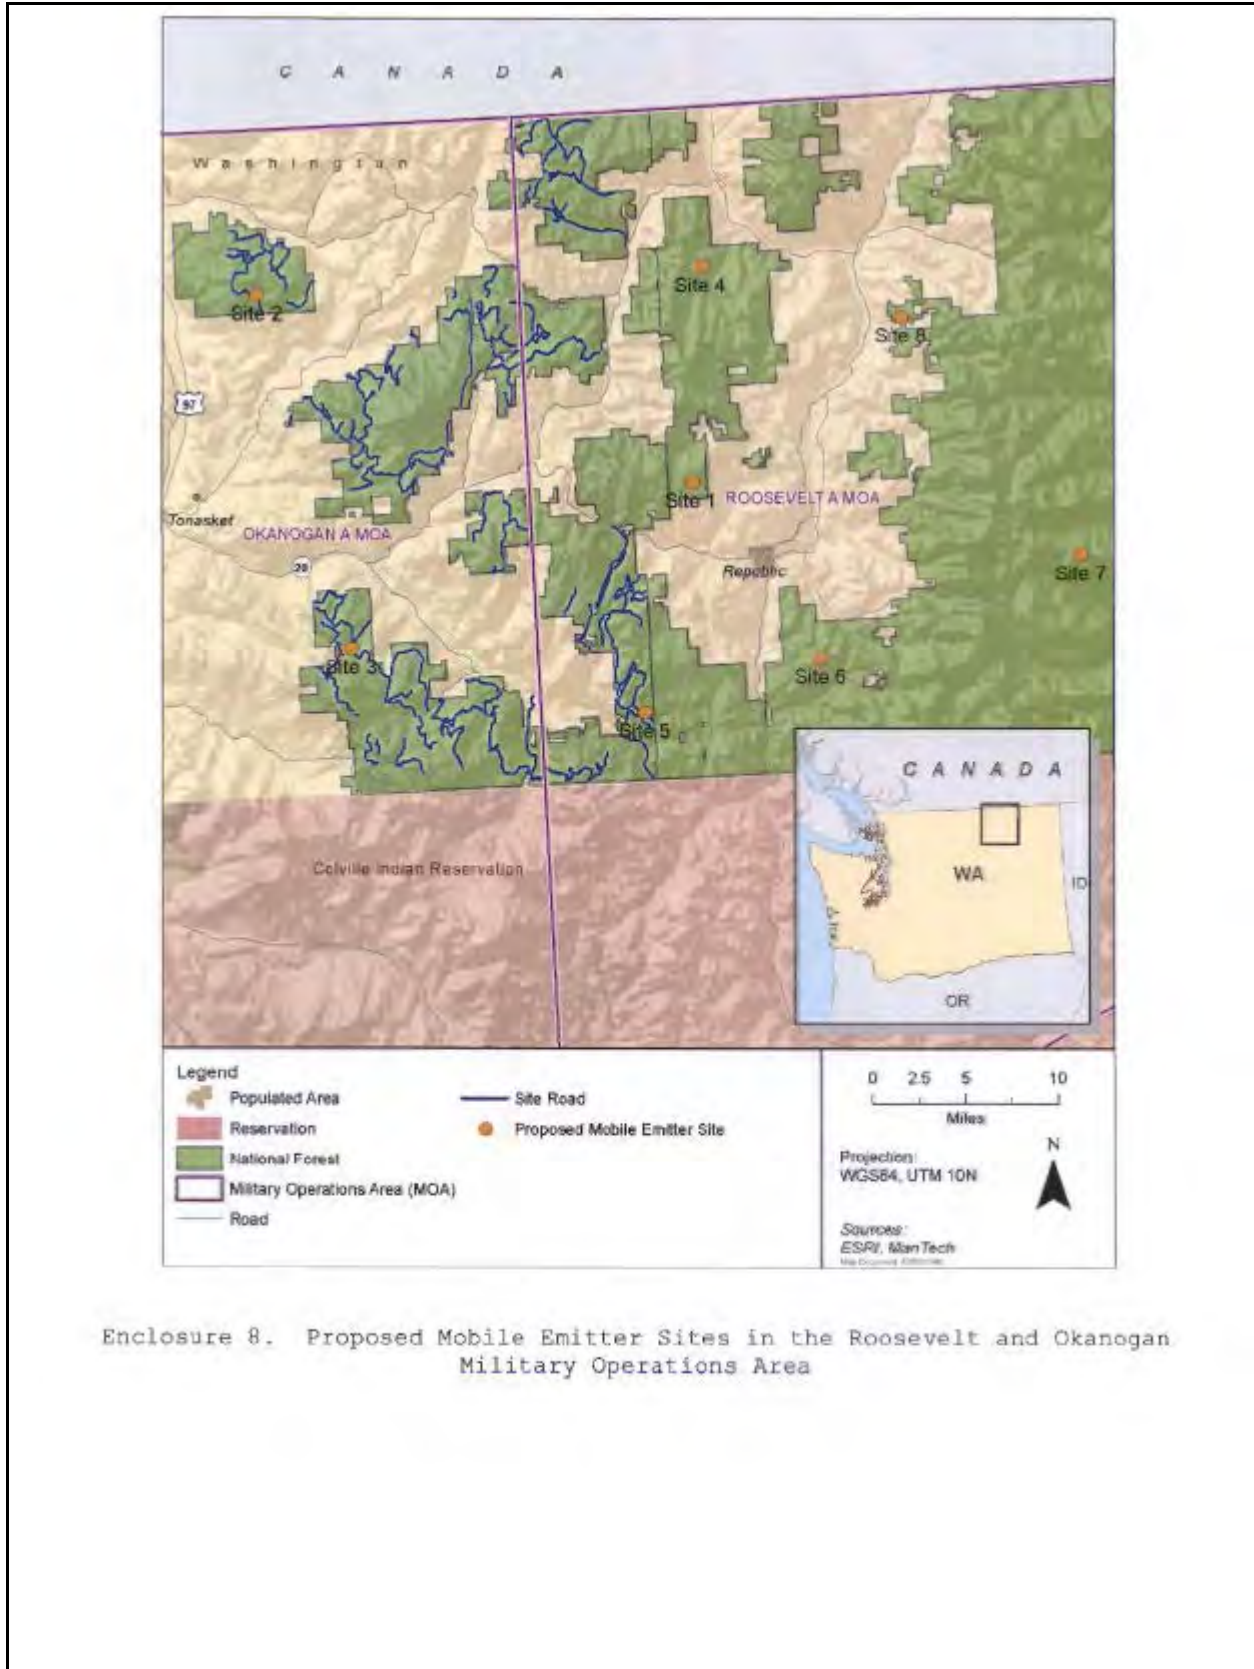 C A N A D A
Washington
Site 2
Site 4
Site 8
97
Site 1
ROOSEVELT A MOA
Tonasket
OKANOGAN A MOA
20
Republic
Site 7
Site 3
Site 6
Site 5
C A N A D A
Colville Indian Reservation
WA
ID
OR
Legend
Populated Area
Reservation
National Forest
Military Operations Area (MOA)
Road
Site Road
Proposed Mobile Emitter Site
0 2.5 5 10
Miles
N
Projection:
WGS84, UTM 10N
Sources:
ESRI, ManTech
Enclosure 8. Proposed Mobile Emitter Sites in the Roosevelt and Okanogan
Military Operations Area